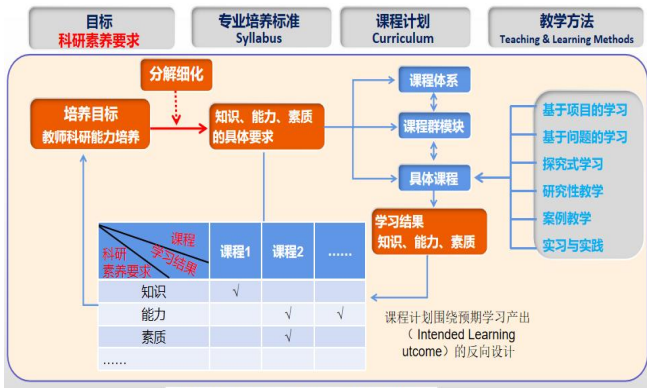 目标
科研素养要求
专业培养标准
Syllabus
课程计划
Curriculum
教学方法
Teaching & Learning Methods
分解细化
培养目标
教师科研能力培养
知识、能力、素质
的具体要求
课程体系
课程群模块
具体课程
学习结果
知识、能力、素质
基于项目的学习
基于问题的学习
探究式学习
研究性教学
案例教学
实习与实践
课程
学习结果
科研
素养要求
课程1
课程2
……
知识
√
能力
√
√
素质
√
……
课程计划围绕预期学习产出
（ Intended Learning
utcome）的反向设计